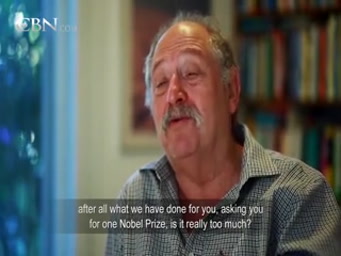 CBN.com
after all what we have done for you, asking you
for one Nobel Prize, is it really too much?